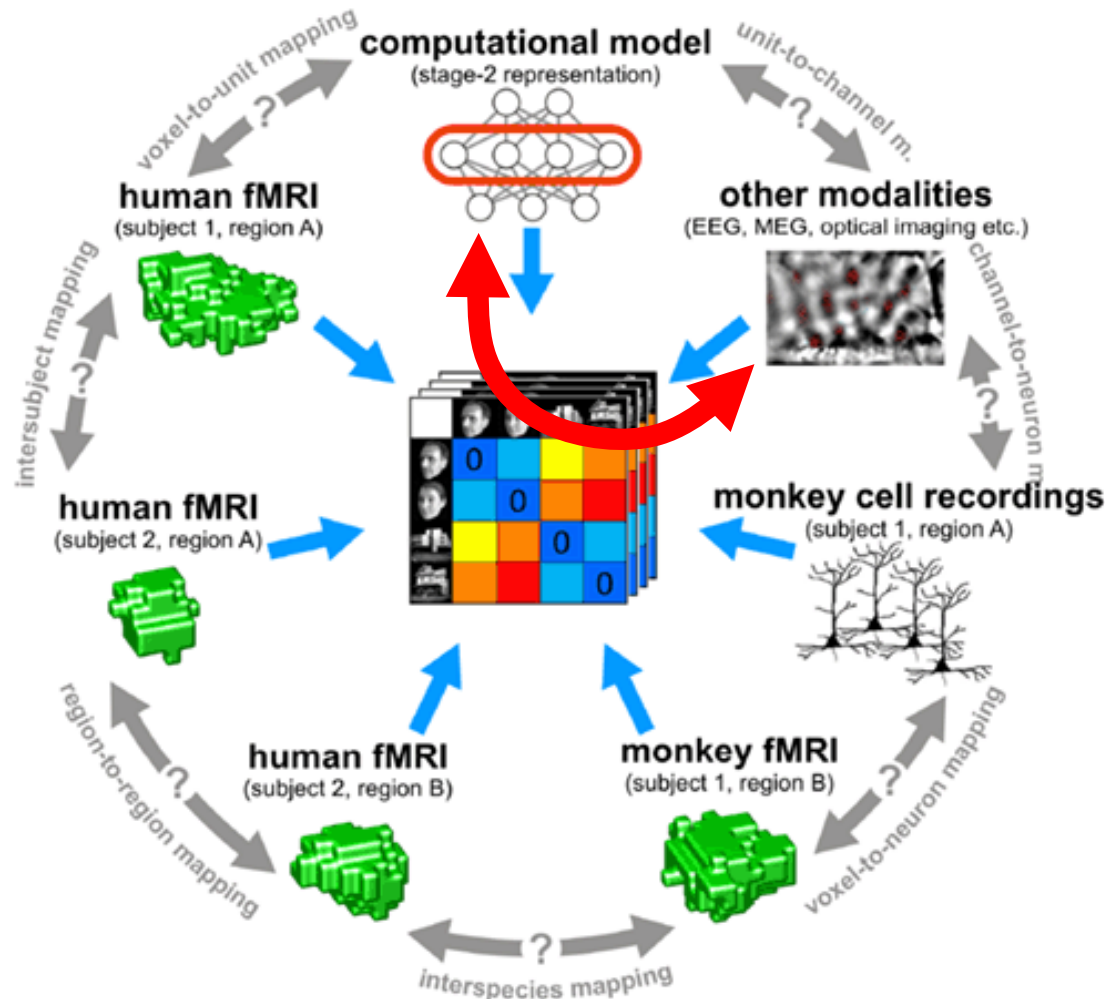 computational model
(stage-2 representation)
voxel-to-unit mapping
?
unit-to-channel m.
?
human fMRI
(subject 1, region A)
other modalities
(EEG, MEG, optical imaging etc.)
intersubject mapping
?
channel-to-neuron m.
?
0
0
0
0
human fMRI
(subject 2, region A)
monkey cell recordings
(subject 1, region A)
region-to-region mapping
?
human fMRI
(subject 2, region B)
monkey fMRI
(subject 1, region B)
voxel-to-neuron mapping
?
?
interspecies mapping